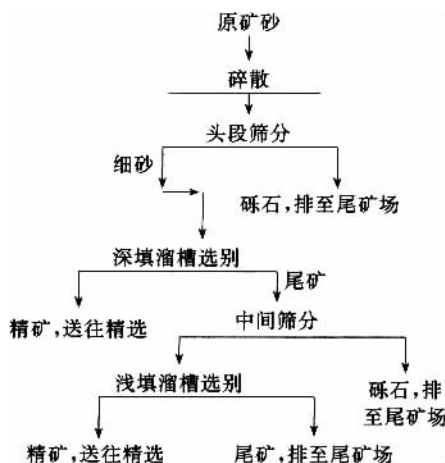 原矿砂
碎散
头段筛分
细砂
砾石,排至尾矿场
深填溜槽选别
尾矿
精矿,送往精选
中间筛分
浅填溜槽选别
砾石,排
至尾矿场
精矿,送往精选
尾矿,排至尾矿场